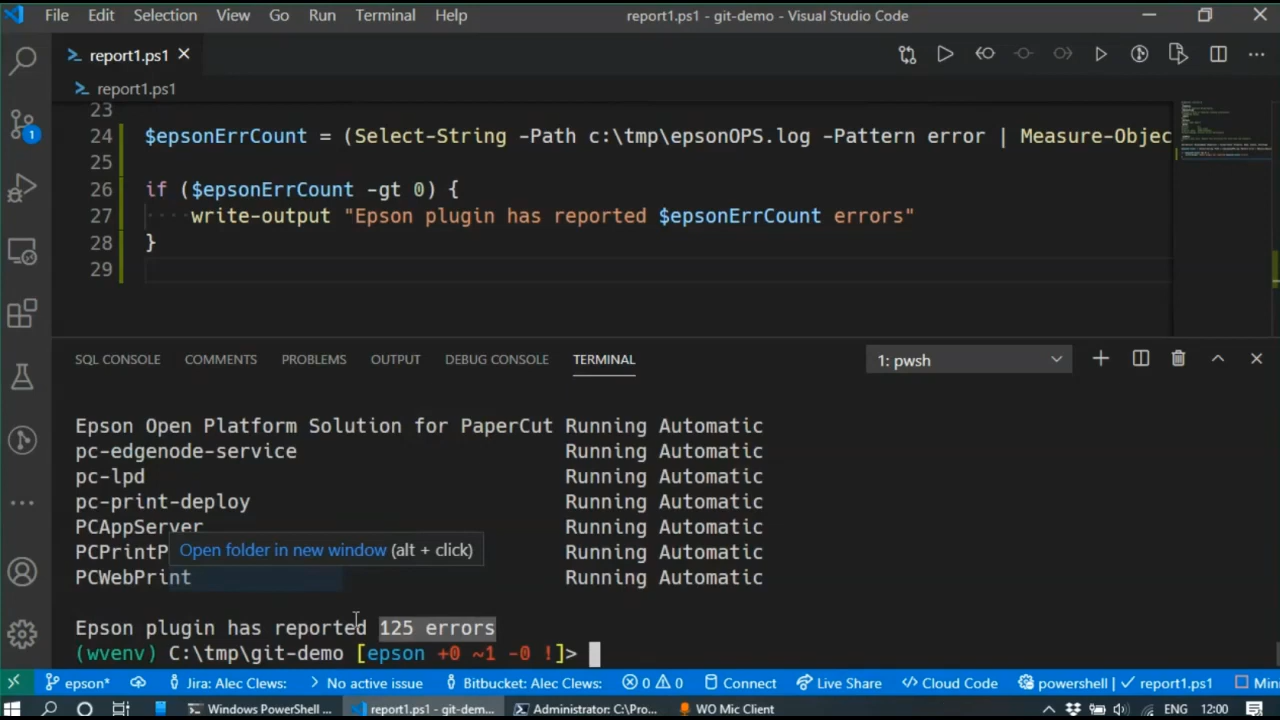 File Edit Selection View Go Run Terminal Help report1.ps1 - git-demo - Visual Studio Code
report1.ps1
report1.ps1
23
24 $epsonErrCount = (Select-String -Path c:\tmp\epsonOPS.log -Pattern error | Measure-Objec
25
26 if ($epsonErrCount -gt 0) {
27 write-output "Epson plugin has reported $epsonErrCount errors"
28 }
29
SQL CONSOLE COMMENTS PROBLEMS OUTPUT DEBUG CONSOLE TERMINAL 1: pwsh
Epson Open Platform Solution for PaperCut Running Automatic
pc-edgenode-service Running Automatic
pc-lpd Running Automatic
pc-print-deploy Running Automatic
PCAppServer Running Automatic
PCPrintP Running Automatic
Open folder in new window (alt + click)
PCWebPrint Running Automatic
Epson plugin has reported 125 errors
(wvenv) C:\tmp\git-demo [epson +0 ~1 -0 !]>
1
epson* Jira: Alec Clews: No active issue Bitbucket: Alec Clews: 0 0 Connect Live Share Cloud Code powershell | report1.ps1 Min
Windows PowerShell ... report1.ps1 - git-dem... Administrator: C:\Pro... WO Mic Client ENG 12:00